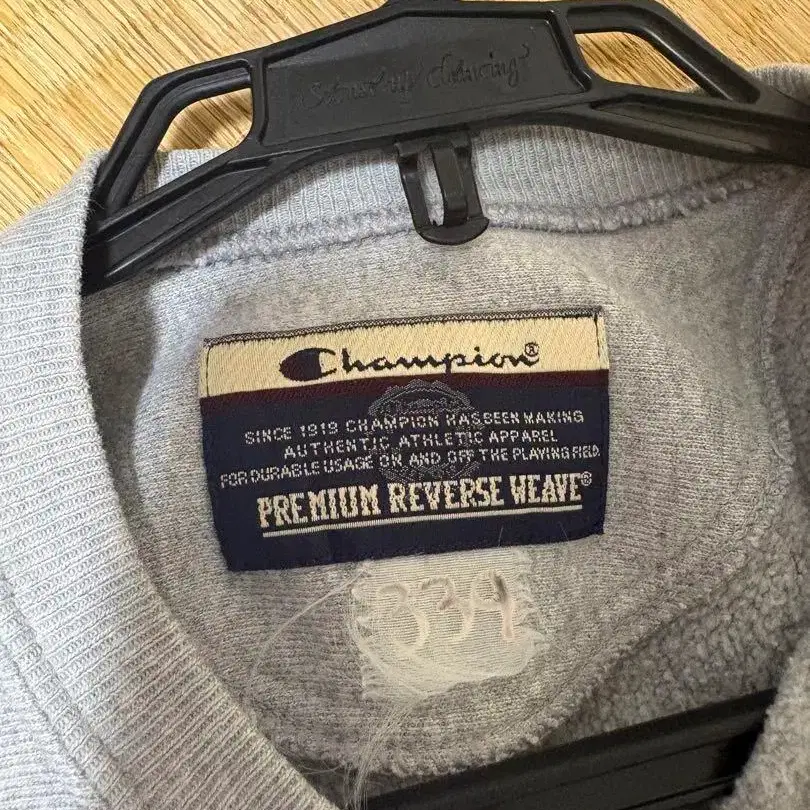 Champion®
SINCE 1919 CHAMPION HAS BEEN MAKING
AUTHENTIC ATHLETIC APPAREL
FOR DURABLE USAGE ON AND OFF THE PLAYING FIELD.
PREMIUM REVERSE WEAVE®
339